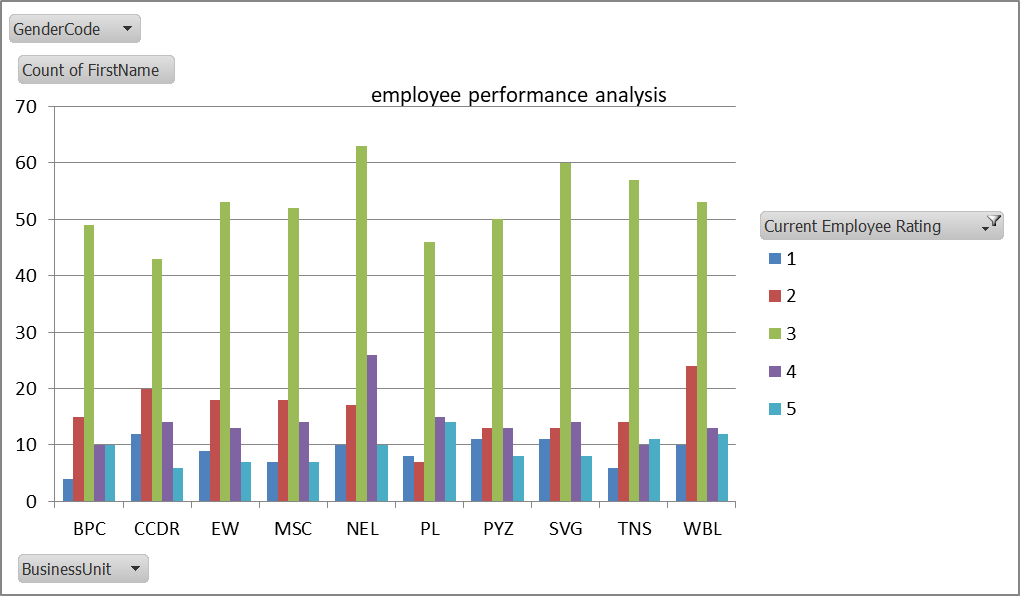 GenderCode
Count of FirstName
employee performance analysis
70
60
50
40
30
20
10
0
BPC CCDR EW MSC NEL PL PYZ SVG TNS WBL
Current Employee Rating
1
2
3
4
5
BusinessUnit